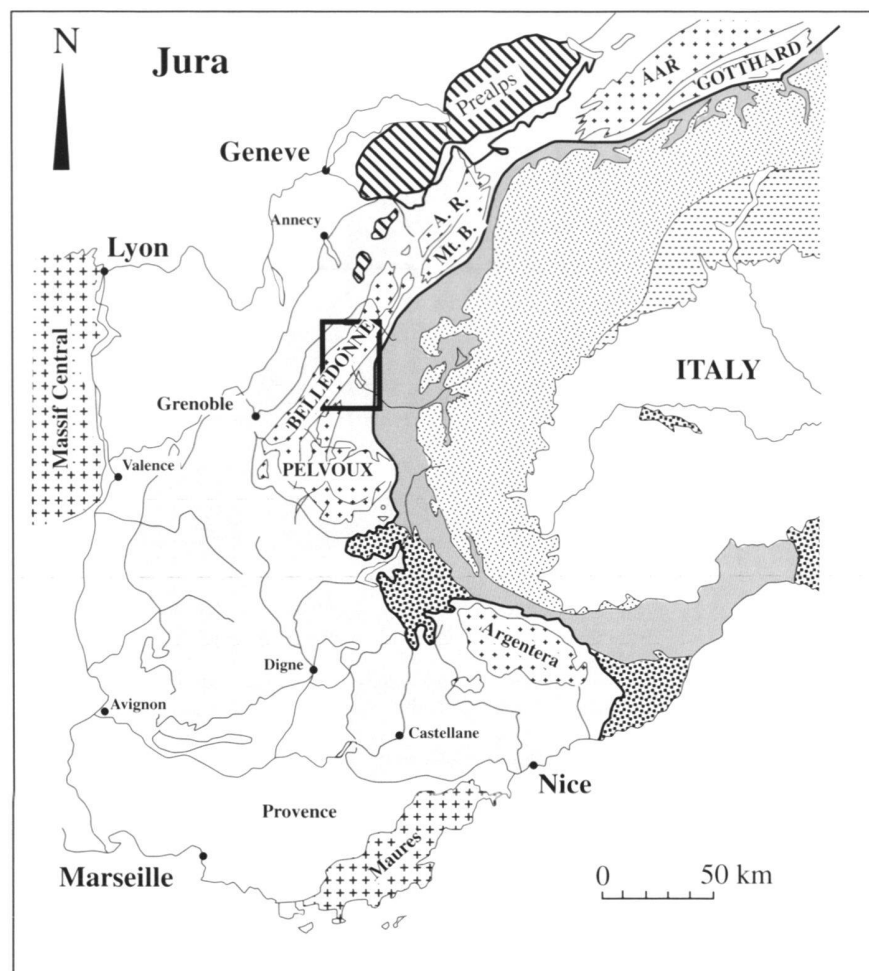 N
Jura
Prealps
ÁAR
GOTTHARD
Geneve
A. R.
Annecy
Mt. B.
Lyon
Massif Central
BELLEDONNE
ITALY
Grenoble
PELVOUX
Valence
Argentera
Digne
Avignon
Castellane
Nice
Provence
Maures
Marseille
0 50 km